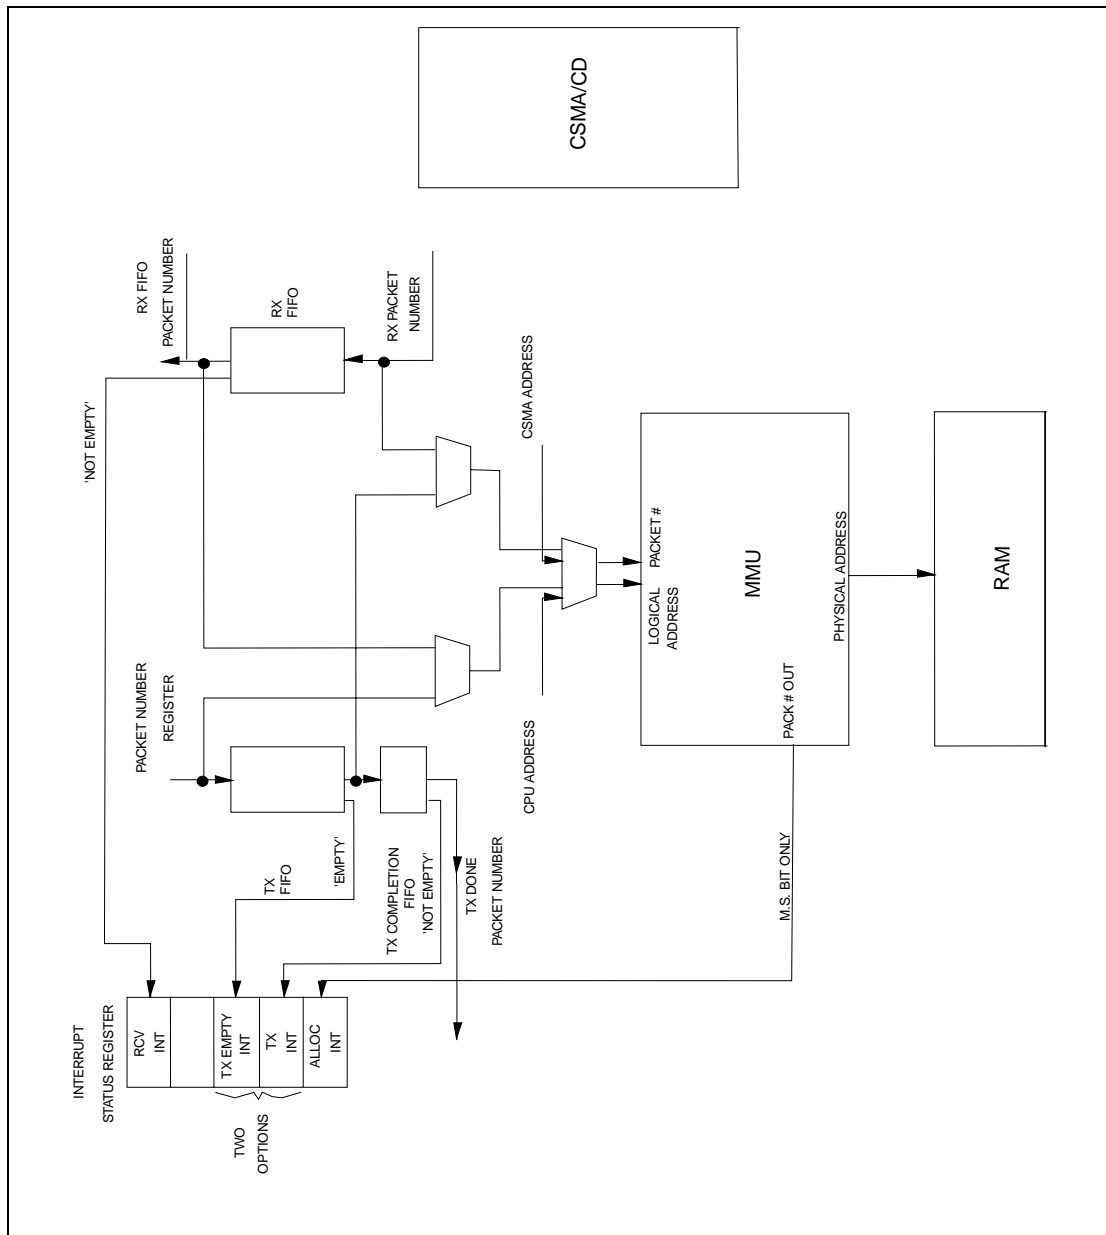 INTERRUPT
STATUS REGISTER
RCV
INT
TX EMPTY
INT
TX
INT
ALLOC
INT
TWO
OPTIONS
'NOT EMPTY'
RX FIFO
PACKET NUMBER
RX
FIFO
RX PACKET
NUMBER
PACKET NUMBER
REGISTER
TX
FIFO
'EMPTY'
TX COMPLETION
FIFO
'NOT EMPTY'
TX DONE
PACKET NUMBER
CPU ADDRESS
CSMA ADDRESS
CSMA/CD
PACKET #
LOGICAL
ADDRESS
MMU
PHYSICAL ADDRESS
PACK # OUT
M.S. BIT ONLY
RAM